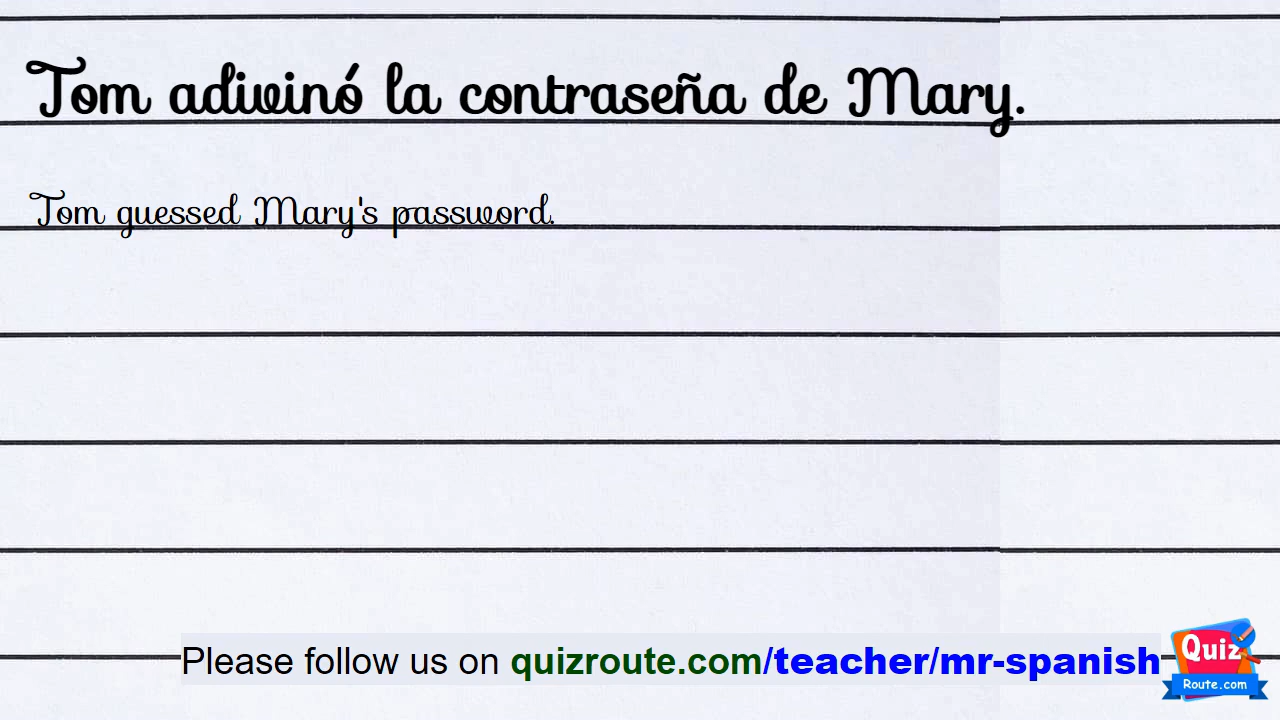 Tom adivinó la contraseña de Mary.
Tom guessed Mary's password.
Please follow us on quizroute.com/teacher/mr-spanish
Quiz
Route.com